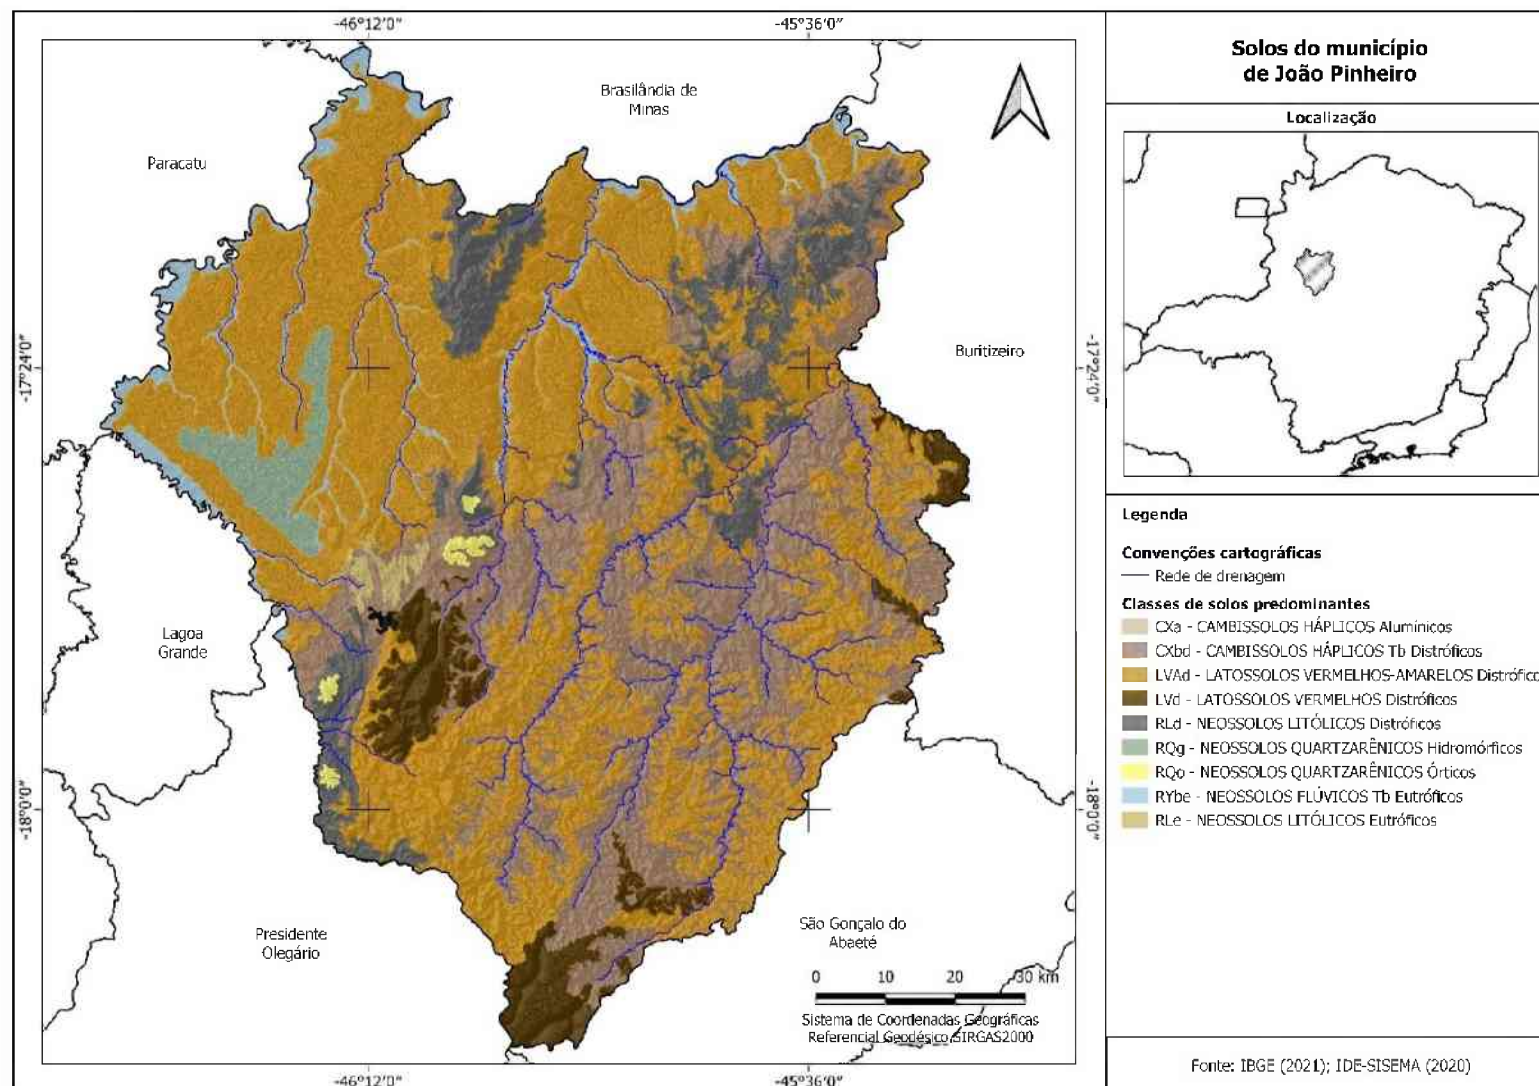 -46°12'0"
-45°36'0"
Brasilândia de
Minas
Paracatu
-17°24'0"
Buritizeiro
-17°24'0"
Lagoa
Grande
-18°0'0"
-18°0'0"
Presidente
Olegário
São Gonçalo do
Abaeté
0 10 20 30 km
Sistema de Coordenadas Geográficas
Referencial Geodésico SIRGAS2000
-46°12'0"
-45°36'0"
Solos do município
de João Pinheiro
Localização
Legenda
Convenções cartográficas
Rede de drenagem
Classes de solos predominantes
CXa - CAMBISSOLOS HÁPLICOS Alumínicos
CXbd - CAMBISSOLOS HÁPLICOS Tb Distróficos
LVAd - LATOSSOLOS VERMELHOS-AMARELOS Distrófico
LVd - LATOSSOLOS VERMELHOS Distróficos
RLd - NEOSSOLOS LITÓLICOS Distróficos
RQg - NEOSSOLOS QUARTZARÊNICOS Hidromórficos
RQo - NEOSSOLOS QUARTZARÊNICOS Órticos
RYbe - NEOSSOLOS FLÚVICOS Tb Eutróficos
RLe - NEOSSOLOS LITÓLICOS Eutróficos
Fonte: IBGE (2021); IDE-SISEMA (2020)